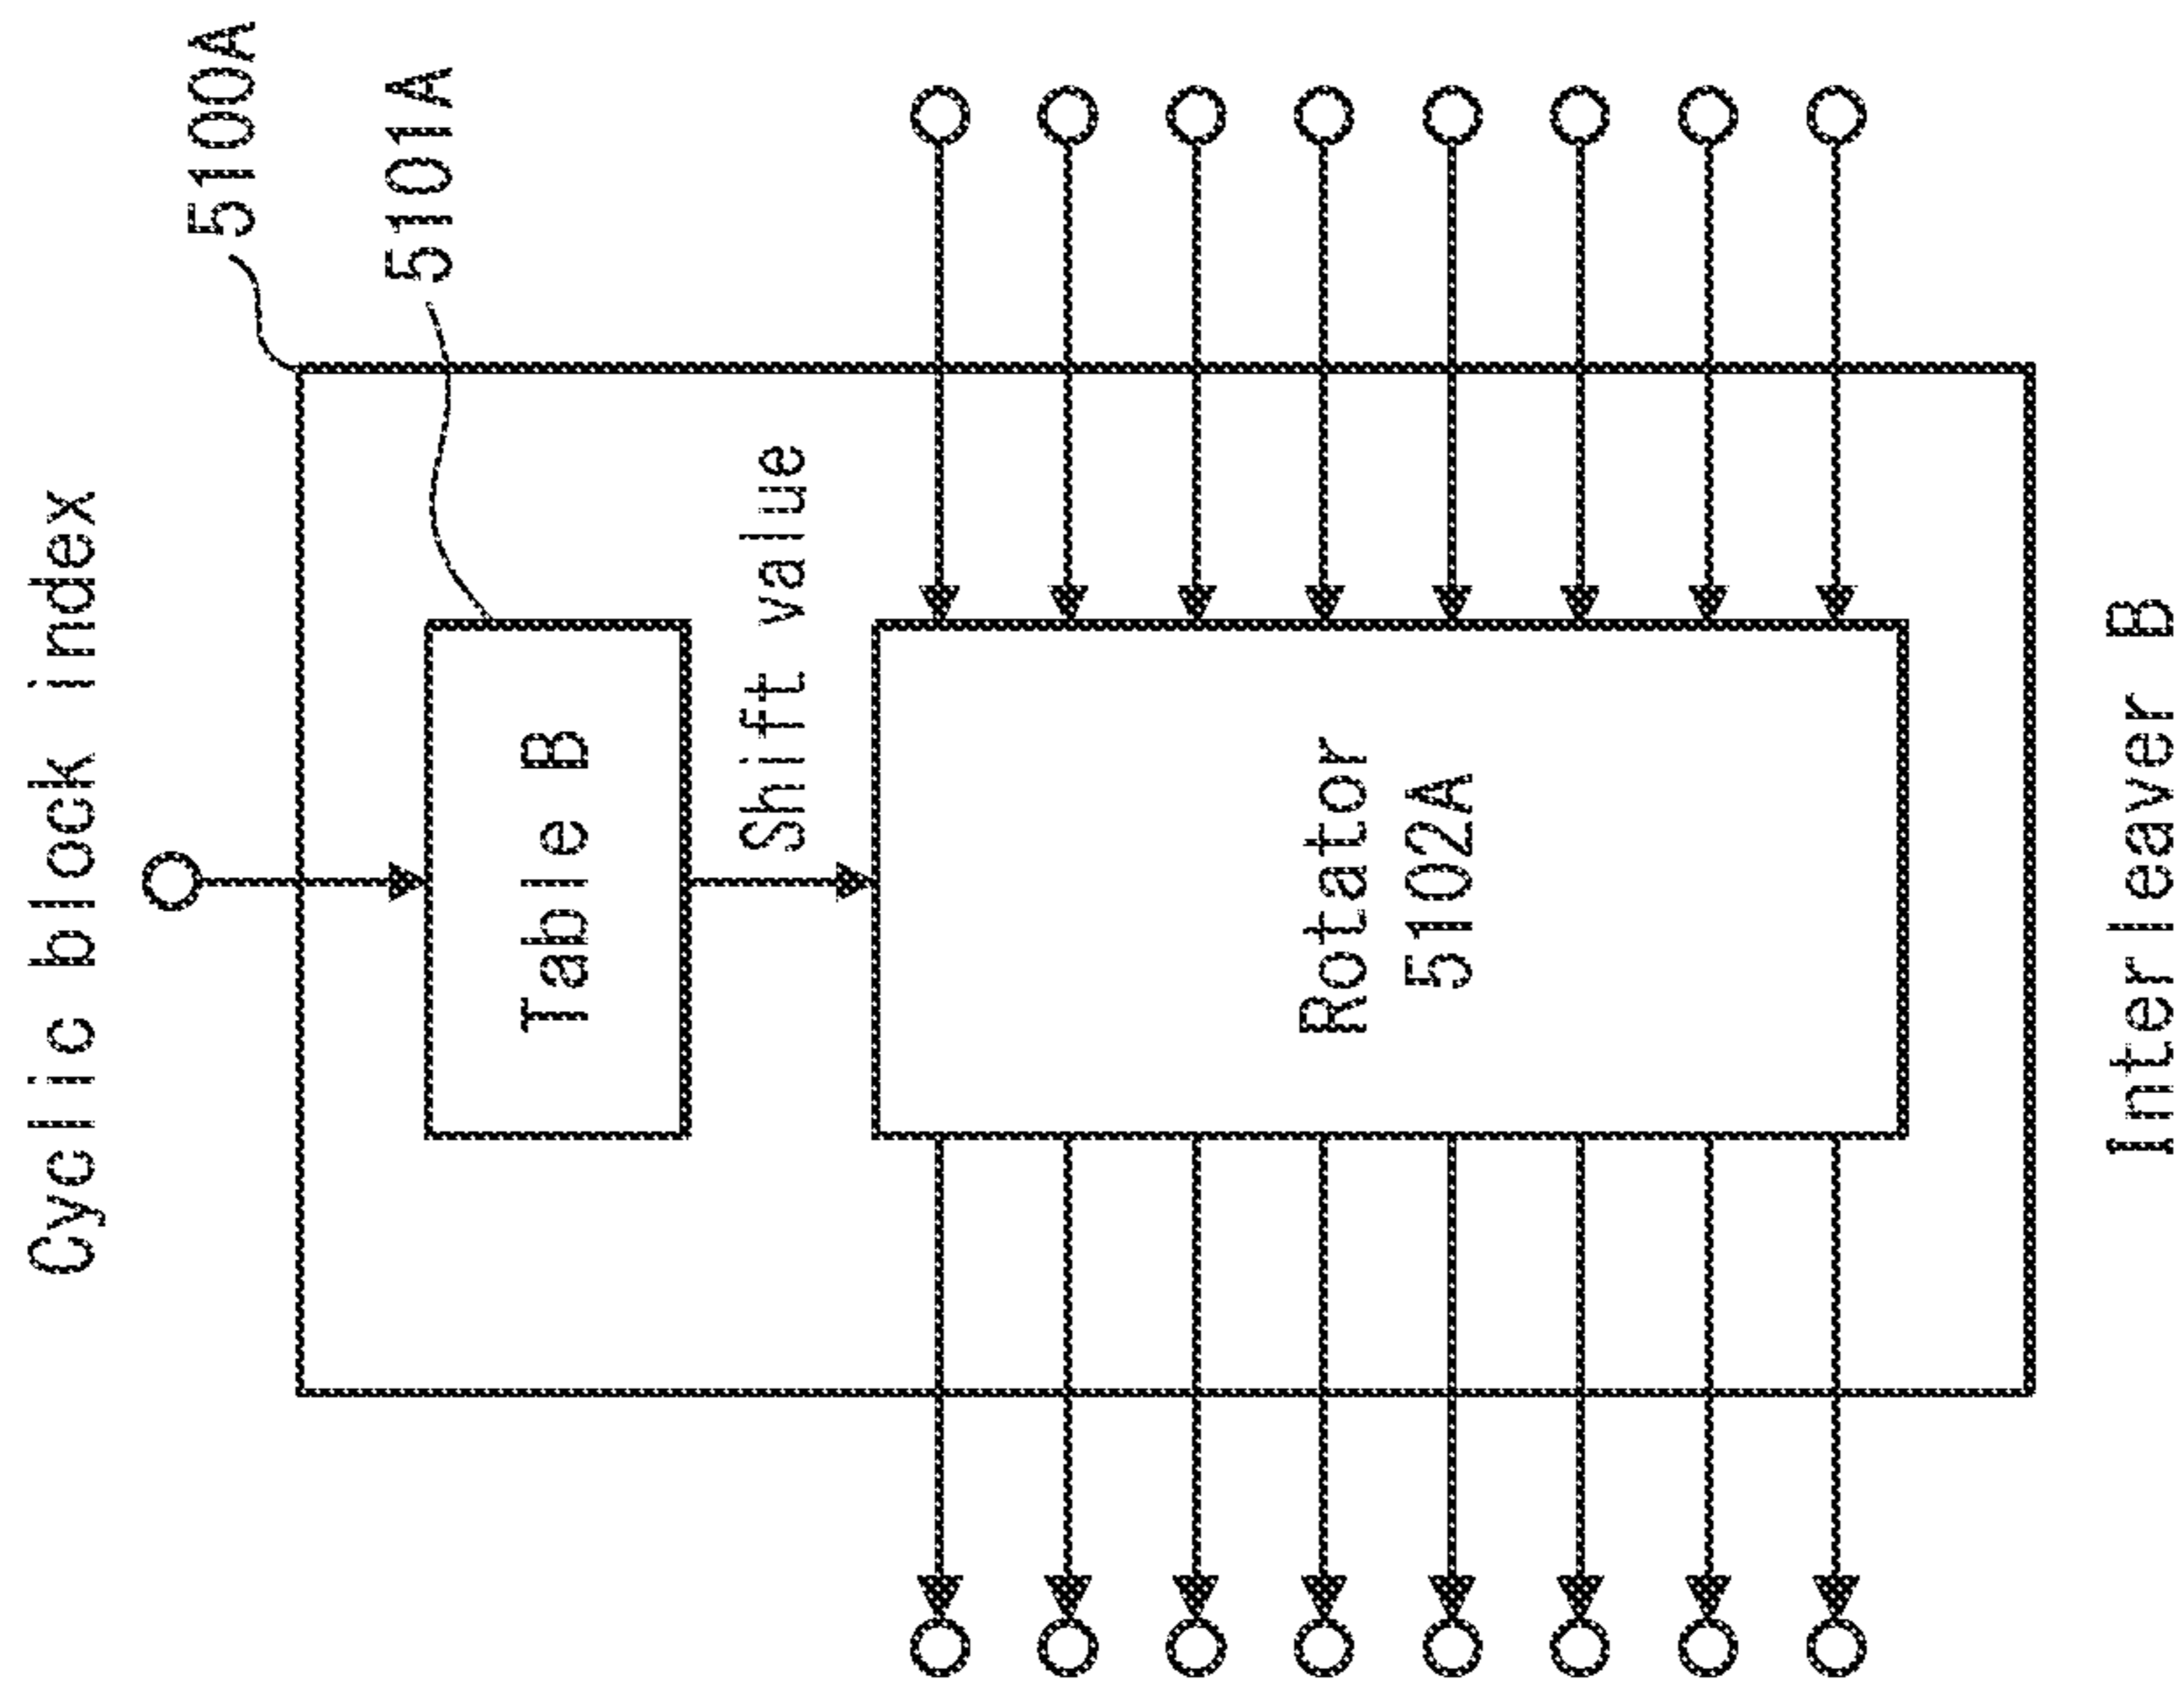 Cyclic block index
5100A
5101A
Table B
Shift value
Rotator
5102A
Interleaver B